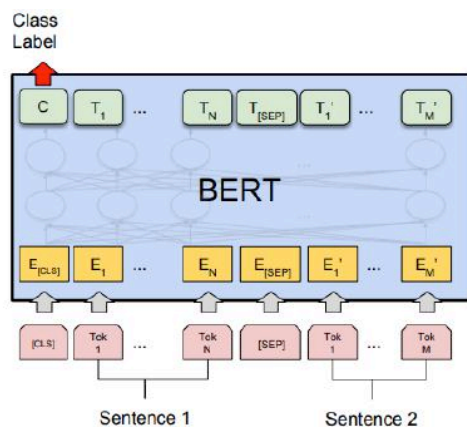 Class
Label
C T1 ... TN T[SEP] T1' ... TM'
...
BERT
...
E[CLS] E1 ... EN E[SEP] E1' ... EM'
[CLS] Tok 1 ... Tok N [SEP] Tok 1 ... Tok M
Sentence 1 Sentence 2